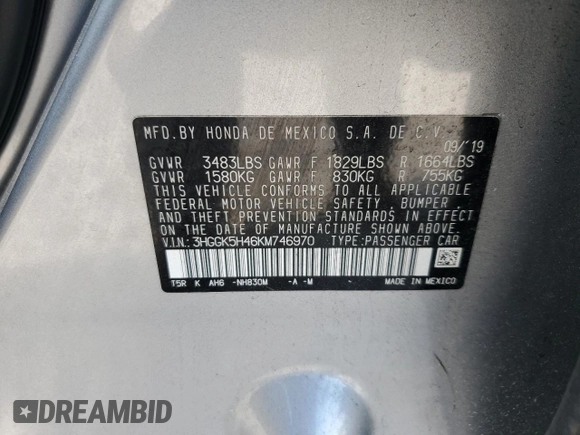 MFD. BY HONDA DE MEXICO S.A. DE C.V.
09/'19
GVWR 3483LBS GAWR F 1829LBS R 1664LBS
GVWR 1580KG GAWR F 830KG R 755KG
THIS VEHICLE CONFORMS TO ALL APPLICABLE
FEDERAL MOTOR VEHICLE SAFETY, BUMPER,
AND THEFT PREVENTION STANDARDS IN EFFECT
ON THE DATE OF MANUFACTURE SHOWN ABOVE.
V.I.N.: 3HGGK5H46KM746970 TYPE: PASSENGER CAR
T5R K AH6 -NH830M -A -M - MADE IN MEXICO
DREAMBID